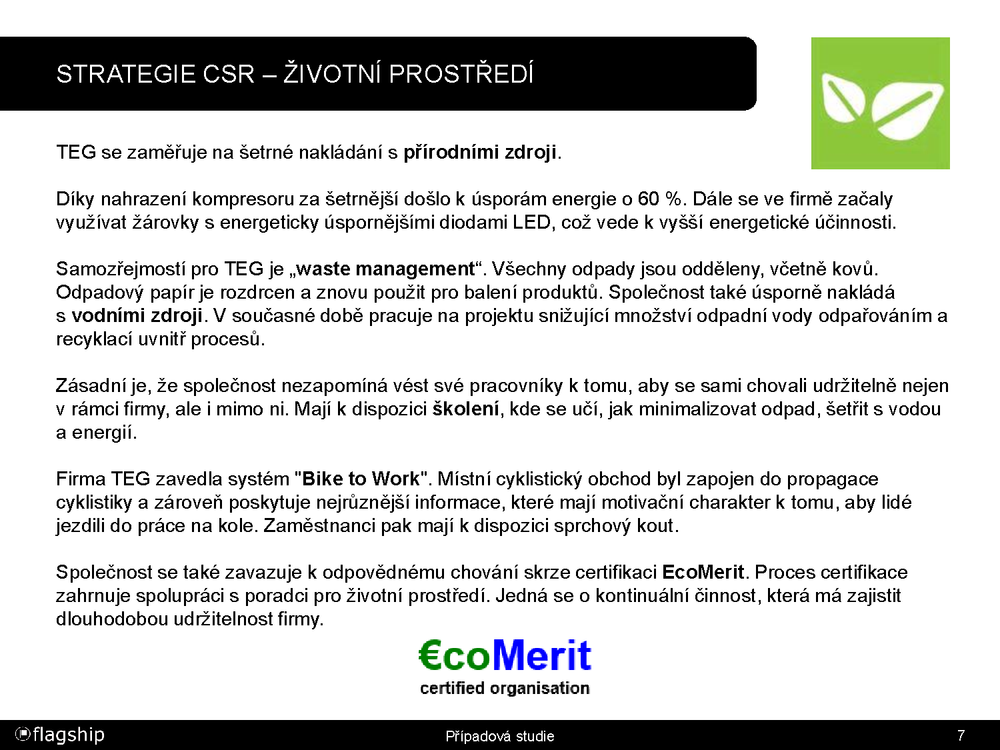 STRATEGIE CSR – ŽIVOTNÍ PROSTŘEDÍ
TEG se zaměřuje na šetrné nakládání s přírodními zdroji.
Díky nahrazení kompresoru za šetrnější došlo k úsporám energie o 60 %. Dále se ve firmě začaly
využívat žárovky s energeticky úspornějšími diodami LED, což vede k vyšší energetické účinnosti.
Samozřejmostí pro TEG je „waste management“. Všechny odpady jsou odděleny, včetně kovů.
Odpadový papír je rozdrcen a znovu použit pro balení produktů. Společnost také úsporně nakládá
s vodními zdroji. V současné době pracuje na projektu snižující množství odpadní vody odpařováním a
recyklací uvnitř procesů.
Zásadní je, že společnost nezapomíná vést své pracovníky k tomu, aby se sami chovali udržitelně nejen
v rámci firmy, ale i mimo ni. Mají k dispozici školení, kde se učí, jak minimalizovat odpad, šetřit s vodou
a energií.
Firma TEG zavedla systém "Bike to Work". Místní cyklistický obchod byl zapojen do propagace
cyklistiky a zároveň poskytuje nejrůznější informace, které mají motivační charakter k tomu, aby lidé
jezdili do práce na kole. Zaměstnanci pak mají k dispozici sprchový kout.
Společnost se také zavazuje k odpovědnému chování skrze certifikaci EcoMerit. Proces certifikace
zahrnuje spolupráci s poradci pro životní prostředí. Jedná se o kontinuální činnost, která má zajistit
dlouhodobou udržitelnost firmy.
€coMerit
certified organisation
flagship
Případová studie
7